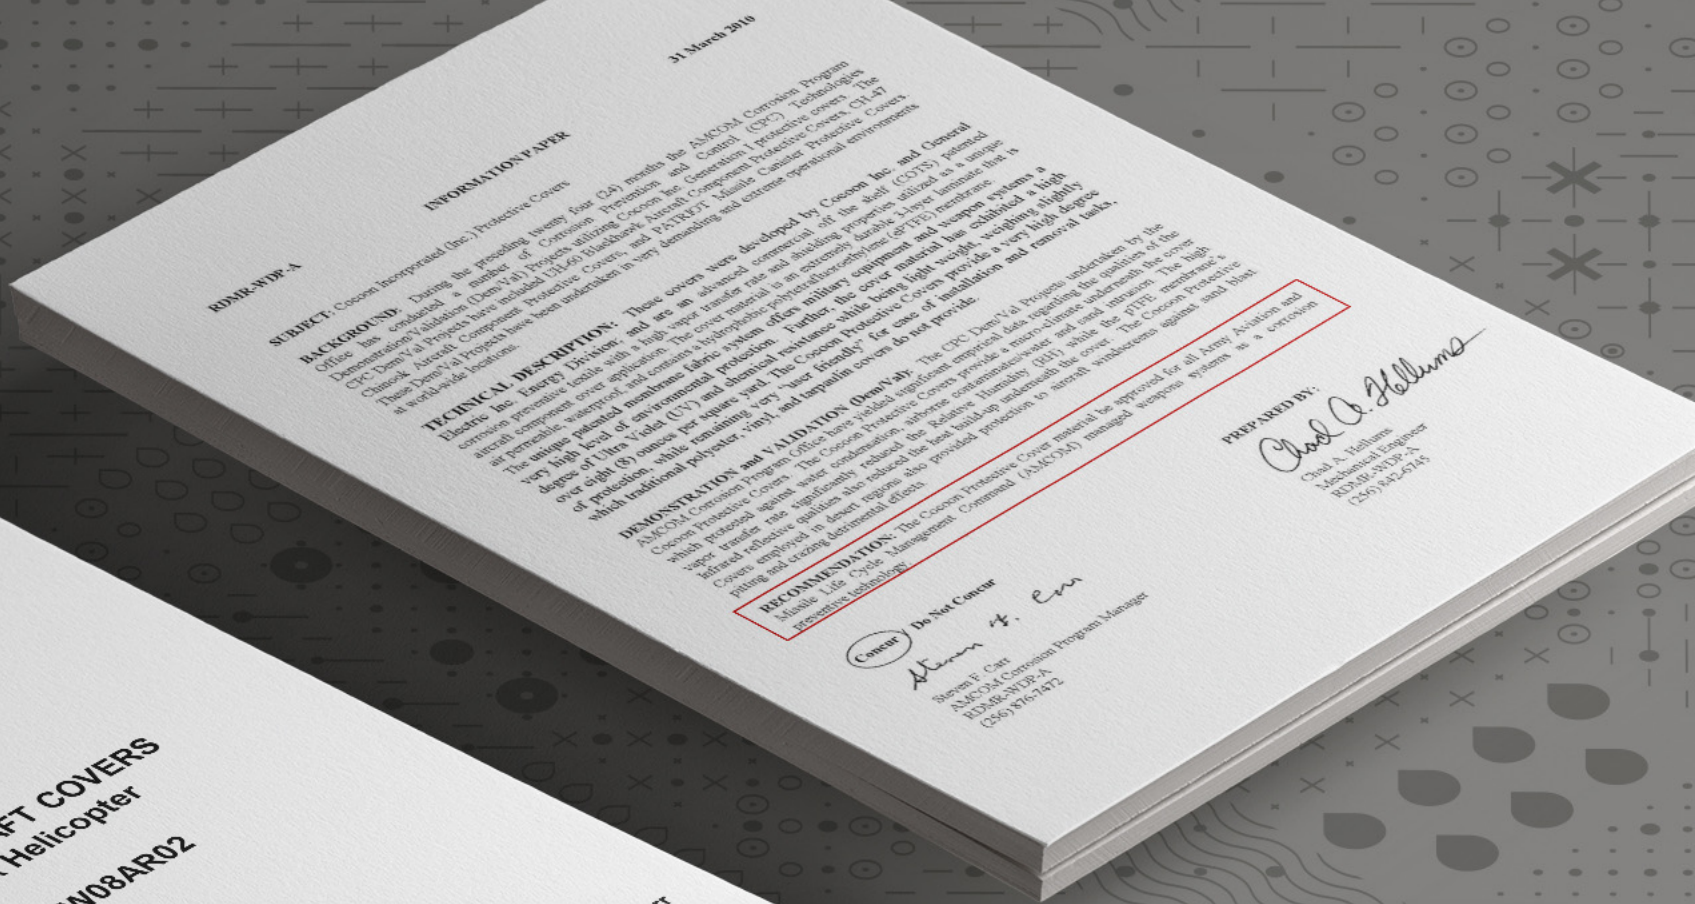 31 March 2010
INFORMATION PAPER
RDMR-WDP-A
SUBJECT: Cocoon Incorporated (Inc.) Protective Covers
BACKGROUND: During the preceding twenty four (24) months the AMCOM Corrosion Program
Office has conducted a number of Corrosion Prevention and Control (CPC) Technologies
Demonstration/Validation (Dem/Val) Projects utilizing Cocoon Inc. Generation I protective covers. The
CPC Dem/Val Projects have included UH-60 Blackhawk Aircraft Component Protective Covers, CH-47
Chinook Aircraft Component Protective Covers, and PATRIOT Missile Canister Protective Covers.
These Dem/Val Projects have been undertaken in very demanding and extreme operational environments
at world-wide locations.
TECHNICAL DESCRIPTION: These covers were developed by Cocoon Inc. and General
Electric Inc. Energy Division; and are an advanced commercial off the shelf (COTS) patented
corrosion preventive textile with a high vapor transfer rate and shielding properties utilized as a unique
aircraft component cover application. The cover material is an extremely durable 3-layer laminate that is
air permeable, waterproof, and contains a hydrophobic polytetrafluoroethylene (ePTFE) membrane.
The unique patented membrane fabric system offers military equipment and weapon systems a
very high level of environmental protection. Further, the cover material has exhibited a high
degree of Ultra Violet (UV) and chemical resistance while being light weight, weighing slightly
over eight (8) ounces per square yard. The Cocoon Protective Covers provide a very high degree
of protection, while remaining very "user friendly" for ease of installation and removal tasks,
which traditional polyester, vinyl, and tarpaulin covers do not provide.
DEMONSTRATION and VALIDATION (Dem/Val): The CPC Dem/Val Projects undertaken by the
AMCOM Corrosion Program Office have yielded significant empirical data regarding the qualities of the
Cocoon Protective Covers. The Cocoon Protective Covers provide a micro-climate underneath the cover
which protected against water condensation, airborne contaminates/water and sand intrusion. The high
vapor transfer rate significantly reduced the Relative Humidity (RH) while the pTFE membrane's
infrared reflective qualities also reduced the heat build-up underneath the cover. The Cocoon Protective
Covers employed in desert regions also provided protection to aircraft windscreens against sand blast
pitting and crazing detrimental effects.
RECOMMENDATION: The Cocoon Protective Cover material be approved for all Army Aviation and
Missile Life Cycle Management Command (AMCOM) managed weapons systems as a corrosion
preventive technology.
Concur / Do Not Concur
Steven F. Carr
Steven F. Carr
AMCOM Corrosion Program Manager
RDMR-WDP-A
(256) 876-7472
PREPARED BY:
Chad A. Hellums
Chad A. Hellums
Mechanical Engineer
RDMR-WDP-A
(256) 842-6745
AFT COVERS
Helicopter
W08AR02